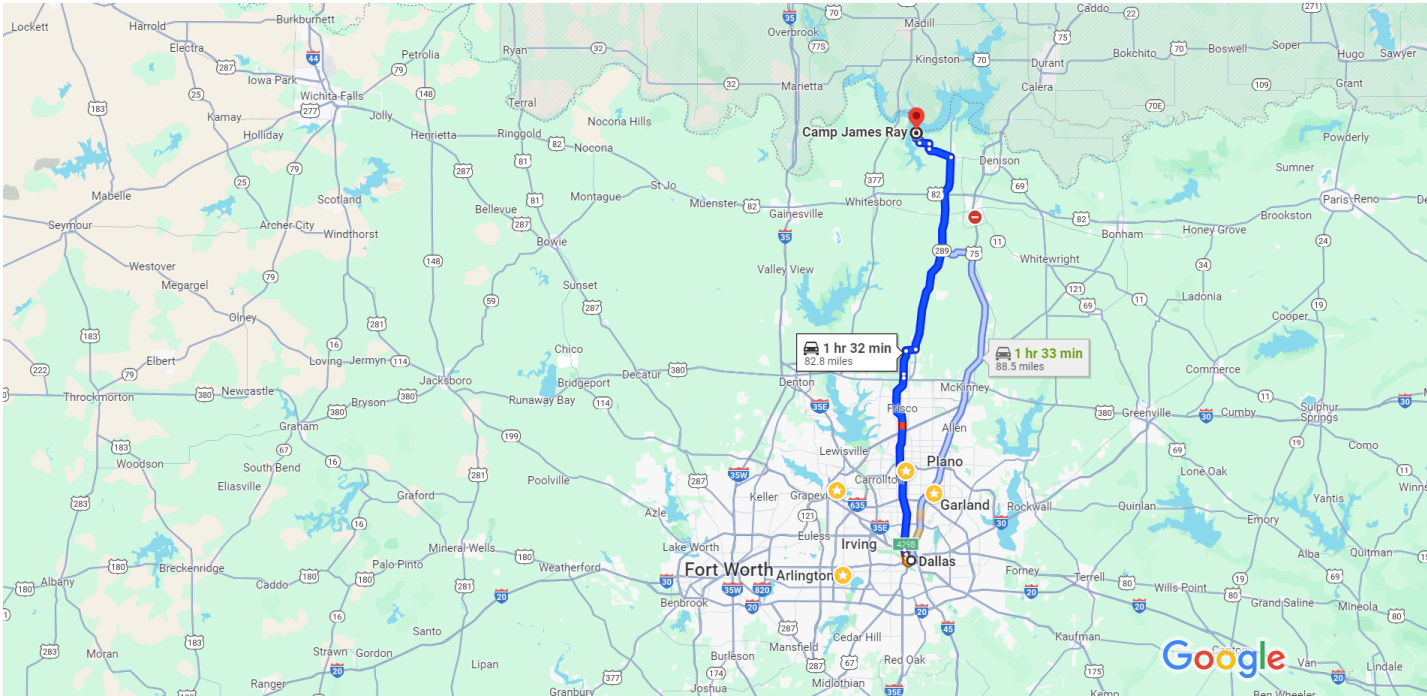 Lockett
Harold
Burkburnett
Electra
Petrolia
Ryan
Overbrook
Madill
Caddo
Boswell
Soper
Hugo
Sawyer
Bokchito
Durant
Kingston
Calera
Grant
Iowa Park
Wichita Falls
Marietta
Terral
Kamay
Jolly
Holliday
Henrietta
Ringgold
Nocona Hills
Nocona
Camp James Ray
Powderly
Denison
Sumner
Mabelle
Scotland
Montague
St Jo
Muenster
Whitesboro
Gainesville
Paris
Reno
Brookston
Bellevue
Seymour
Archer City
Windthorst
Bowie
Bonham
Honey Grove
Whitewright
Westover
Megargel
Valley View
Sunset
Ladonia
Olney
Cooper
1 hr 32 min
82.8 miles
1 hr 33 min
88.5 miles
Elbert
Loving
Jermyn
Chico
Jacksboro
Bridgeport
Decatur
Denton
McKinney
Commerce
Throckmorton
Newcastle
Bryson
Runaway Bay
Frisco
Greenville
Cumby
Sulphur
Springs
Graham
Allen
Woodson
South Bend
Lewisville
Plano
Como
Eliasville
Graford
Poolville
Keller
Carrollton
Lone Oak
Yantis
Garland
Rockwall
Quinlan
Azle
Euless
Irving
Emory
Mineral Wells
Lake Worth
Alba
Quitman
Breckenridge
Palo Pinto
Weatherford
Fort Worth
Arlington
Dallas
Forney
Terrell
Wills Point
Albany
Caddo
Benbrook
Grand Saline
Mineola
Santo
Cedar Hill
Mansfield
Kaufman
Moran
Strawn
Gordon
Lipan
Burleson
Red Oak
Google
Van
Lindale
Ranger
Granbury
Joshua
Midlothian
Kemp
Ben Wheeler